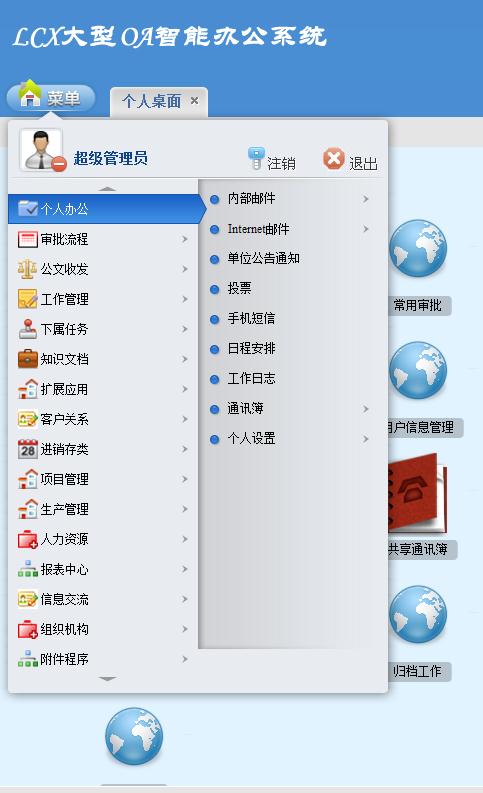 LCX大型OA智能办公系统
菜单
个人桌面 ×
超级管理员
注销
退出
个人办公
审批流程
公文收发
工作管理
下属任务
知识文档
扩展应用
客户关系
进销存类
项目管理
生产管理
人力资源
报表中心
信息交流
组织机构
附件程序
28
内部邮件
Internet邮件
单位公告通知
投票
手机短信
日程安排
工作日志
通讯簿
个人设置
常用审批
用户信息管理
共享通讯簿
归档工作